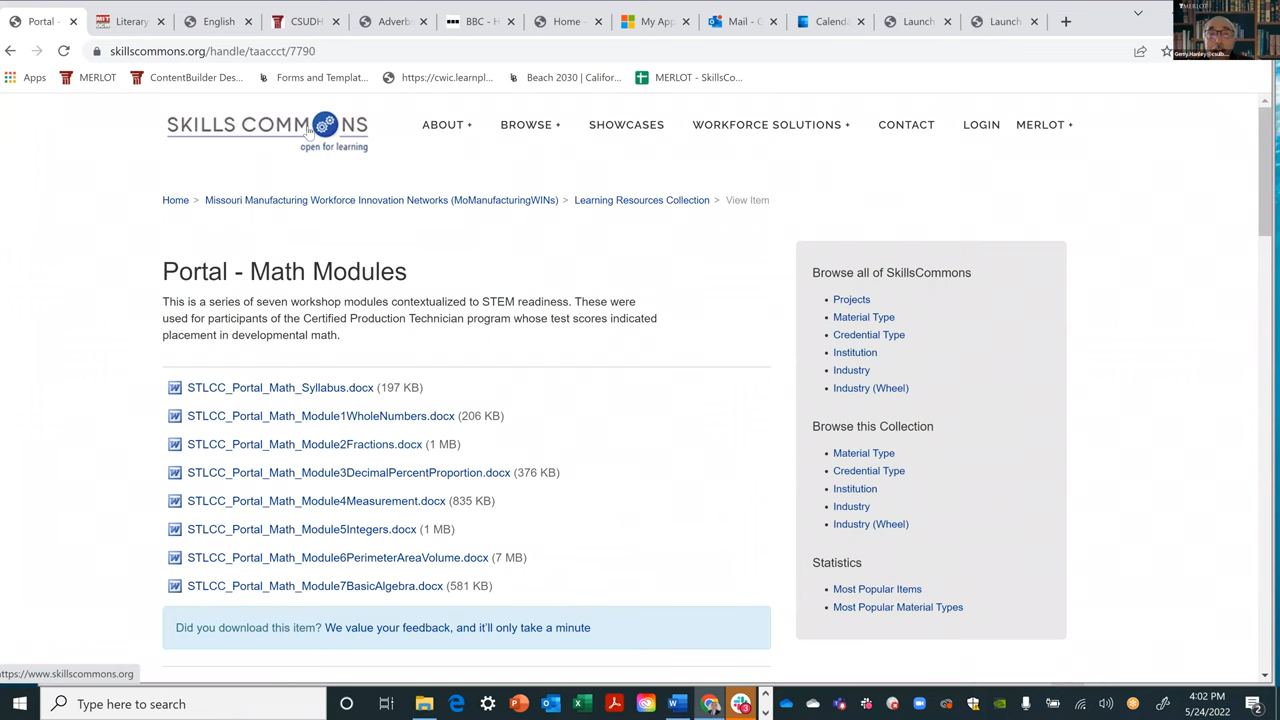 Portal - × Literary × English × CSUDH × Adverb × BBC - H × Home - × My Ap × Mail - C × Calend × Launch × Launch × +
skillscommons.org/handle/taaccct/7790
MERLOT
Gerry.Hanley@csulb...
Apps MERLOT ContentBuilder Des... Forms and Templat... https://cwic.learnpl... Beach 2030 | Califor... MERLOT - SkillsCo...
SKILLS COMMONS
open for learning
ABOUT + BROWSE + SHOWCASES WORKFORCE SOLUTIONS + CONTACT LOGIN MERLOT +
Home > Missouri Manufacturing Workforce Innovation Networks (MoManufacturingWINs) > Learning Resources Collection > View Item
Portal - Math Modules
This is a series of seven workshop modules contextualized to STEM readiness. These were
used for participants of the Certified Production Technician program whose test scores indicated
placement in developmental math.
STLCC_Portal_Math_Syllabus.docx (197 KB)
STLCC_Portal_Math_Module1WholeNumbers.docx (206 KB)
STLCC_Portal_Math_Module2Fractions.docx (1 MB)
STLCC_Portal_Math_Module3DecimalPercentProportion.docx (376 KB)
STLCC_Portal_Math_Module4Measurement.docx (835 KB)
STLCC_Portal_Math_Module5Integers.docx (1 MB)
STLCC_Portal_Math_Module6PerimeterAreaVolume.docx (7 MB)
STLCC_Portal_Math_Module7BasicAlgebra.docx (581 KB)
Did you download this item? We value your feedback, and it'll only take a minute
Browse all of SkillsCommons
• Projects
• Material Type
• Credential Type
• Institution
• Industry
• Industry (Wheel)
Browse this Collection
• Material Type
• Credential Type
• Institution
• Industry
• Industry (Wheel)
Statistics
• Most Popular Items
• Most Popular Material Types
https://www.skillscommons.org
Type here to search
4:02 PM
5/24/2022
2